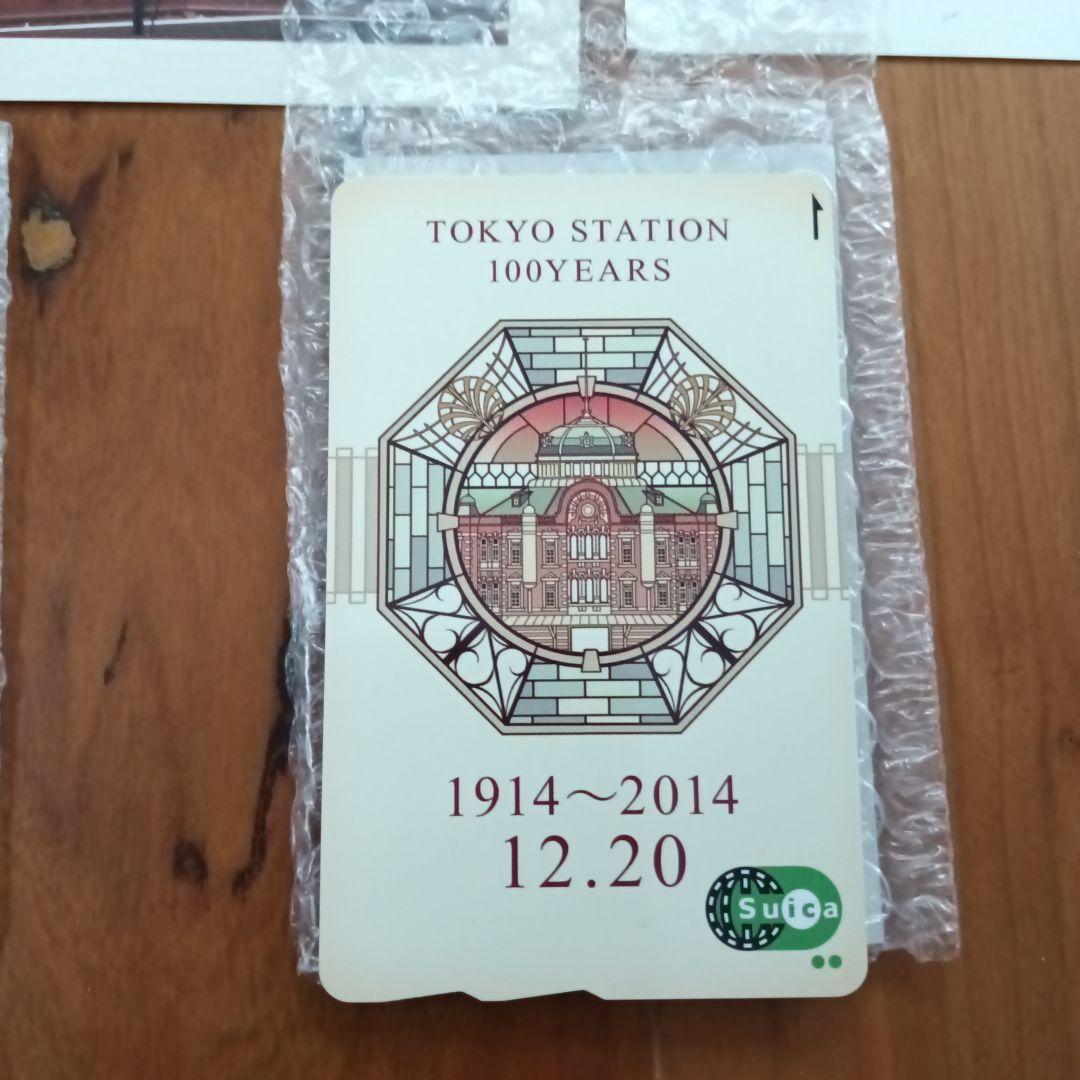 TOKYO STATION
100YEARS
1914～2014
12.20
Suica